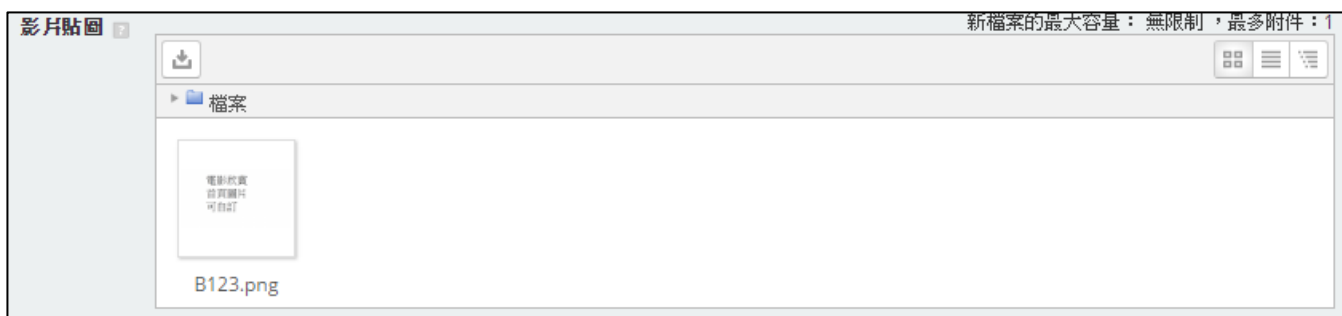 影片貼圖
新檔案的最大容量： 無限制 ，最多附件：1
檔案
電影欣賞
首頁圖片
可自訂
B123.png